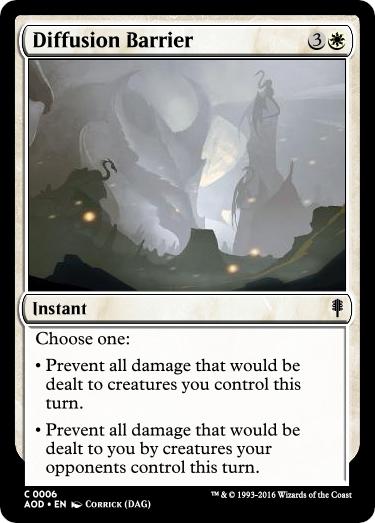 Diffusion Barrier 3
Instant
Choose one:
• Prevent all damage that would be
dealt to creatures you control this
turn.
• Prevent all damage that would be
dealt to you by creatures your
opponents control this turn.
C 0006
AOD • EN Corrick (DAG)
™ & © 1993-2016 Wizards of the Coast